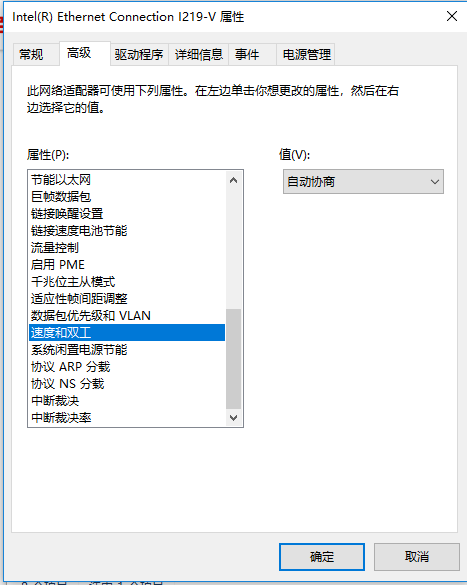 Intel(R) Ethernet Connection I219-V 属性
常规 高级 驱动程序 详细信息 事件 电源管理
此网络适配器可使用下列属性。在左边单击你想更改的属性，然后在右
边选择它的值。
属性(P): 值(V):
节能以太网 自动协商
巨帧数据包
链接唤醒设置
链接速度电池节能
流量控制
启用 PME
千兆位主从模式
适应性帧间距调整
数据包优先级和 VLAN
速度和双工
系统闲置电源节能
协议 ARP 分载
协议 NS 分载
中断裁决
中断裁决率
确定 取消